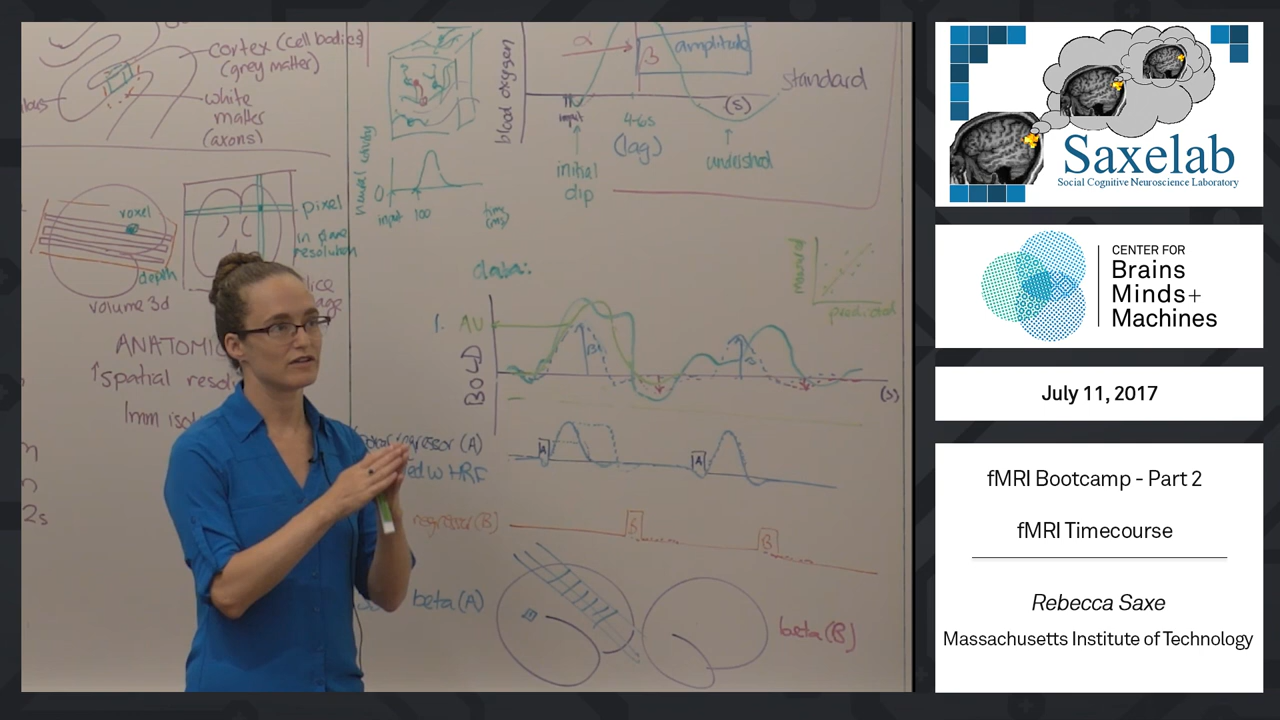 cortex (cell bodies)
(grey matter)
white
matter
(axons)
voxel
depth
volume 3d
pixel
in plane
resolution
ANATOMIC
↑spatial resol
1mm iso
2s
neural activity
0
input
100
time
(ms)
blood oxygen
α
β
amplitude
standard
input
4-6s
(s)
(lag)
initial
dip
undershoot
data:
measured
predicted
1.
AU
BOLD
β1
(s)
regressor (A)
ed w HRF
A
A
regressor (B)
B
B
beta (A)
beta (B)
Saxelab
Social Cognitive Neuroscience Laboratory
CENTER FOR
Brains
Minds+
Machines
July 11, 2017
fMRI Bootcamp - Part 2
fMRI Timecourse
Rebecca Saxe
Massachusetts Institute of Technology